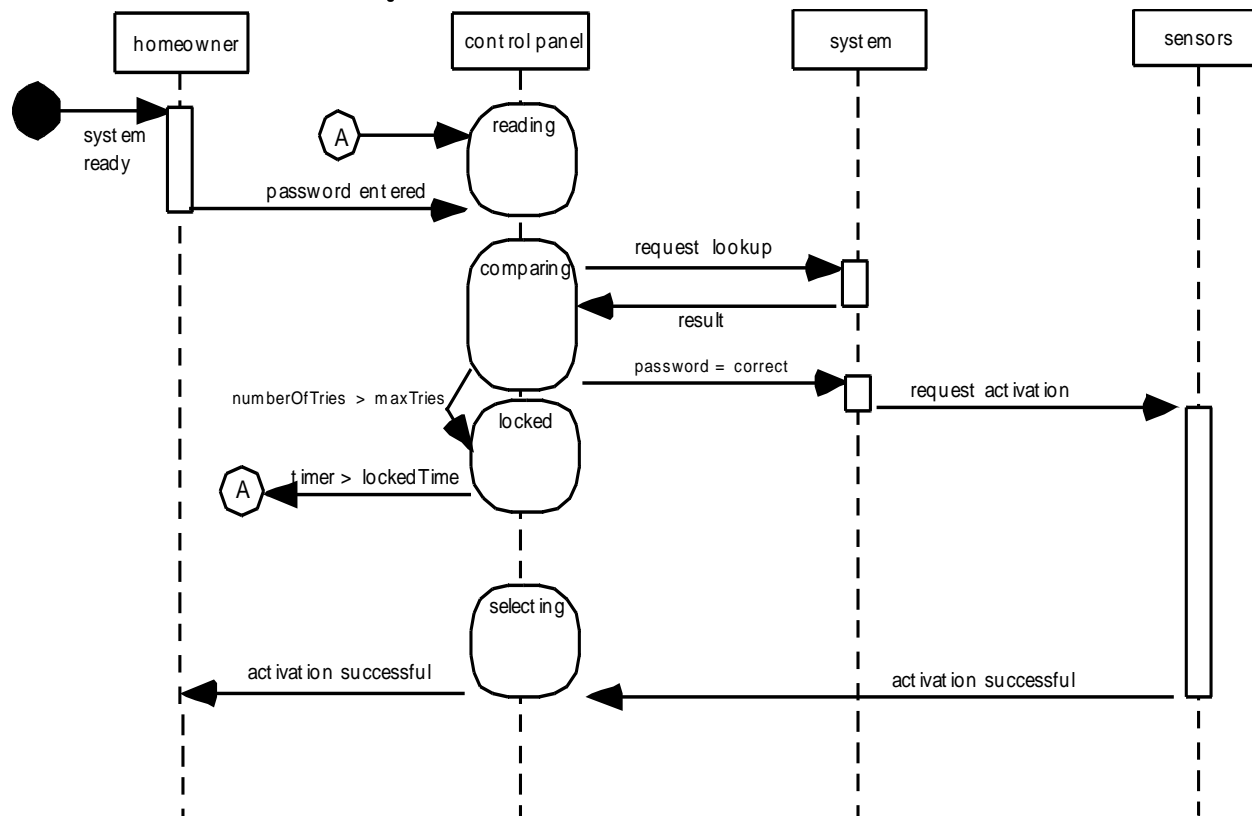 homeowner
control panel
system
sensors
system
ready
A
reading
password entered
comparing
request lookup
result
password = correct
numberOfTries > maxTries
request activation
locked
A
timer > lockedTime
selecting
activation successful
activation successful